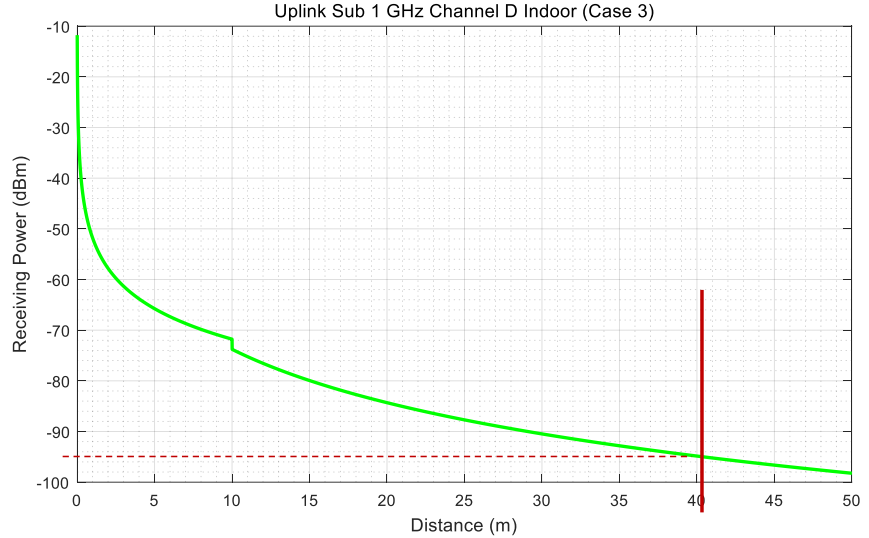 Uplink Sub 1 GHz Channel D Indoor (Case 3)
-10
-20
-30
-40
-50
-60
-70
-80
-90
-100
Receiving Power (dBm)
0 5 10 15 20 25 30 35 40 45 50
Distance (m)